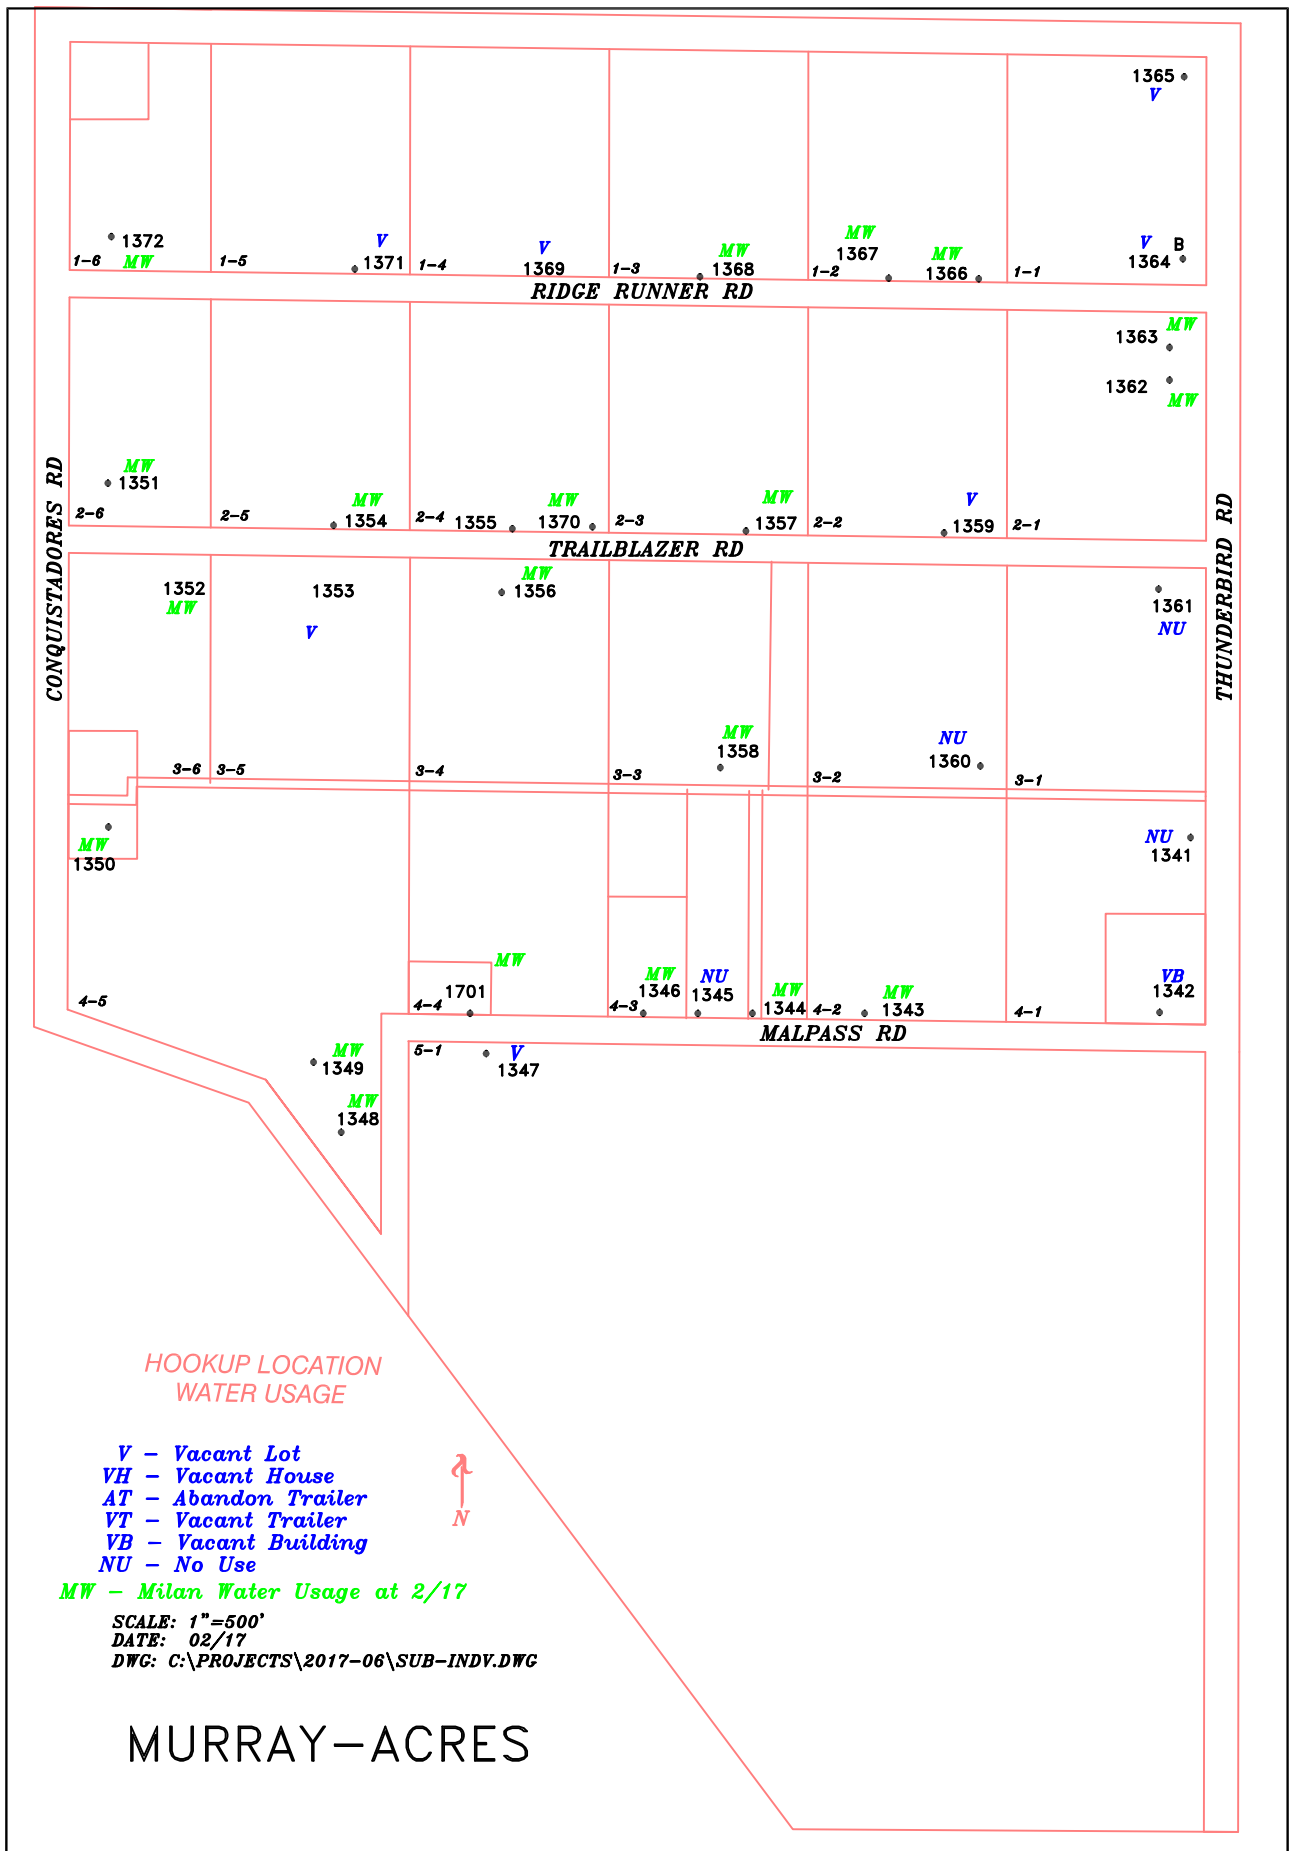 1365
V
1372
MW
1-6
1-5
V
1371
1-4
V
1369
1-3
MW
1368
MW
1367
1-2
MW
1366
1-1
V B
1364
RIDGE RUNNER RD
MW
1363
1362
MW
MW
1351
2-6
2-5
MW
1354
2-4
1355
MW
1370
2-3
MW
1357
2-2
V
1359
2-1
TRAILBLAZER RD
CONQUISTADORES RD
THUNDERBIRD RD
1352
MW
1353
V
MW
1356
1361
NU
MW
1358
NU
1360
3-6
3-5
3-4
3-3
3-2
3-1
MW
1350
NU
1341
4-5
MW
1701
4-4
MW
1346
4-3
NU
1345
MW
1344
4-2
MW
1343
4-1
VB
1342
MALPASS RD
5-1
V
1347
MW
1349
MW
1348
HOOKUP LOCATION
WATER USAGE
V - Vacant Lot
VH - Vacant House
AT - Abandon Trailer
VT - Vacant Trailer
VB - Vacant Building
NU - No Use
MW - Milan Water Usage at 2/17
N
SCALE: 1"=500'
DATE: 02/17
DWG: C:\PROJECTS\2017-06\SUB-INDV.DWG
MURRAY-ACRES